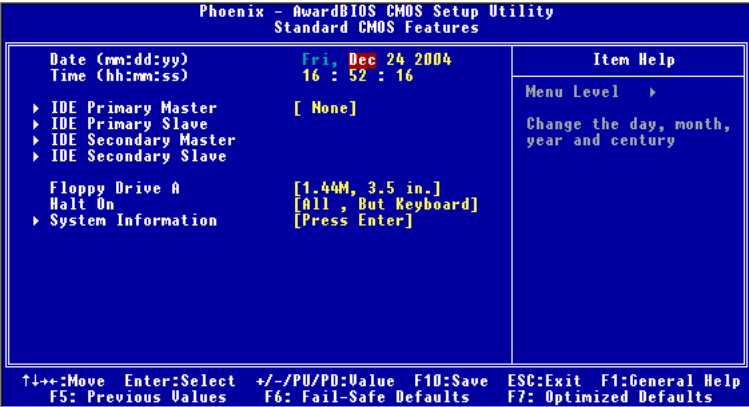 Phoenix - AwardBIOS CMOS Setup Utility
Standard CMOS Features
Date (mm:dd:yy) Fri, Dec 24 2004
Time (hh:mm:ss) 16 : 52 : 16
IDE Primary Master [ None]
IDE Primary Slave
IDE Secondary Master
IDE Secondary Slave
Floppy Drive A [1.44M, 3.5 in.]
Halt On [All , But Keyboard]
System Information [Press Enter]
Item Help
Menu Level
Change the day, month,
year and century
↑↓→←:Move Enter:Select +/-/PU/PD:Value F10:Save ESC:Exit F1:General Help
F5: Previous Values F6: Fail-Safe Defaults F7: Optimized Defaults